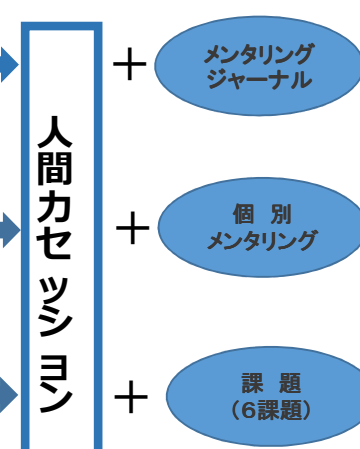 人間力セッション
＋
メンタリング
ジャーナル
＋
個 別
メンタリング
＋
課 題
（6課題）